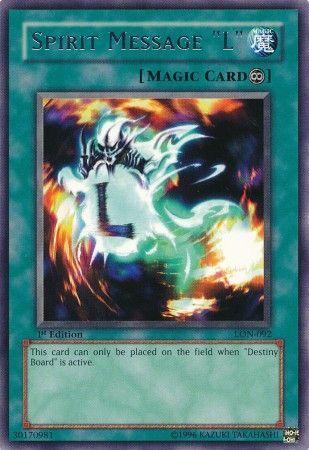 SPIRIT MESSAGE "L"
MAGIC
魔
[MAGIC CARD∞]
L
1st Edition
LON-092
This card can only be placed on the field when "Destiny
Board" is active.
30170981
©1996 KAZUKI TAKAHASHI